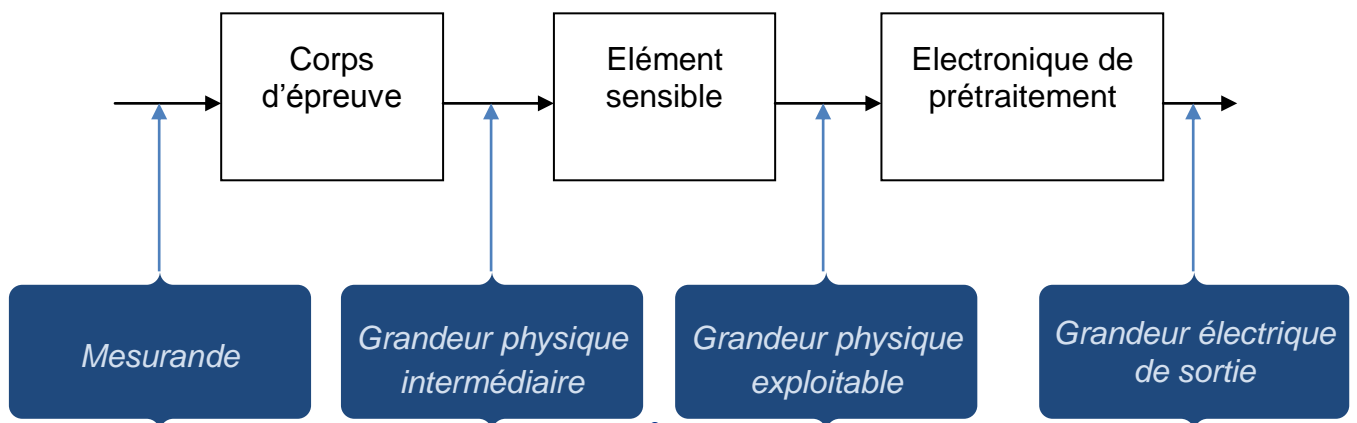 Corps
d'épreuve
Elément
sensible
Electronique de
prétraitement
Mesurande
Grandeur physique
intermédiaire
Grandeur physique
exploitable
Grandeur électrique
de sortie